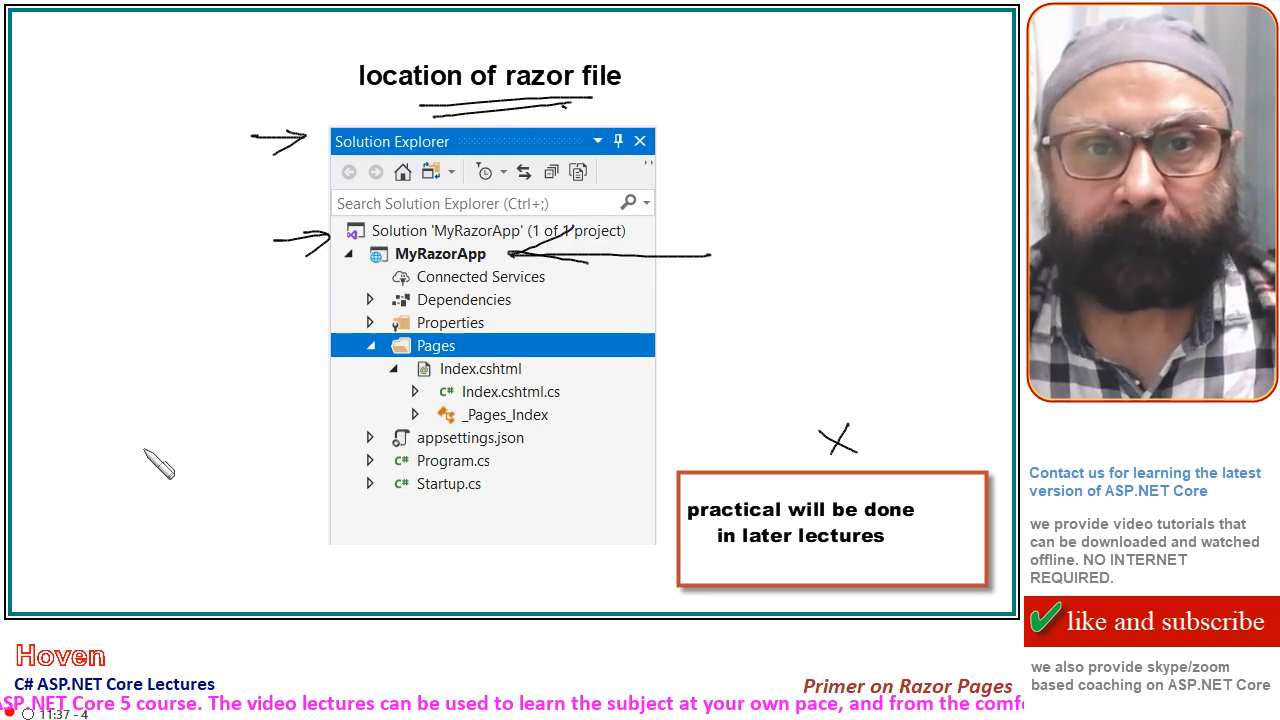 location of razor file
Solution Explorer
Search Solution Explorer (Ctrl+;)
Solution 'MyRazorApp' (1 of 1 project)
MyRazorApp
Connected Services
Dependencies
Properties
Pages
Index.cshtml
C# Index.cshtml.cs
_Pages_Index
appsettings.json
C# Program.cs
C# Startup.cs
practical will be done
in later lectures
Contact us for learning the latest
version of ASP.NET Core
we provide video tutorials that
can be downloaded and watched
offline. NO INTERNET
REQUIRED.
like and subscribe
we also provide skype/zoom
based coaching on ASP.NET Core
Hoven
C# ASP.NET Core Lectures
Primer on Razor Pages
ASP.NET Core 5 course. The video lectures can be used to learn the subject at your own pace, and from the
11:37 - 4